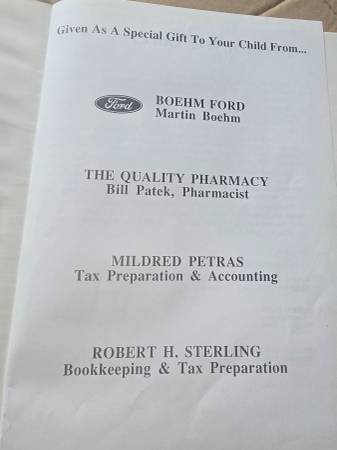 Given As A Special Gift To Your Child From...
Ford
BOEHM FORD
Martin Boehm
THE QUALITY PHARMACY
Bill Patek, Pharmacist
MILDRED PETRAS
Tax Preparation & Accounting
ROBERT H. STERLING
Bookkeeping & Tax Preparation